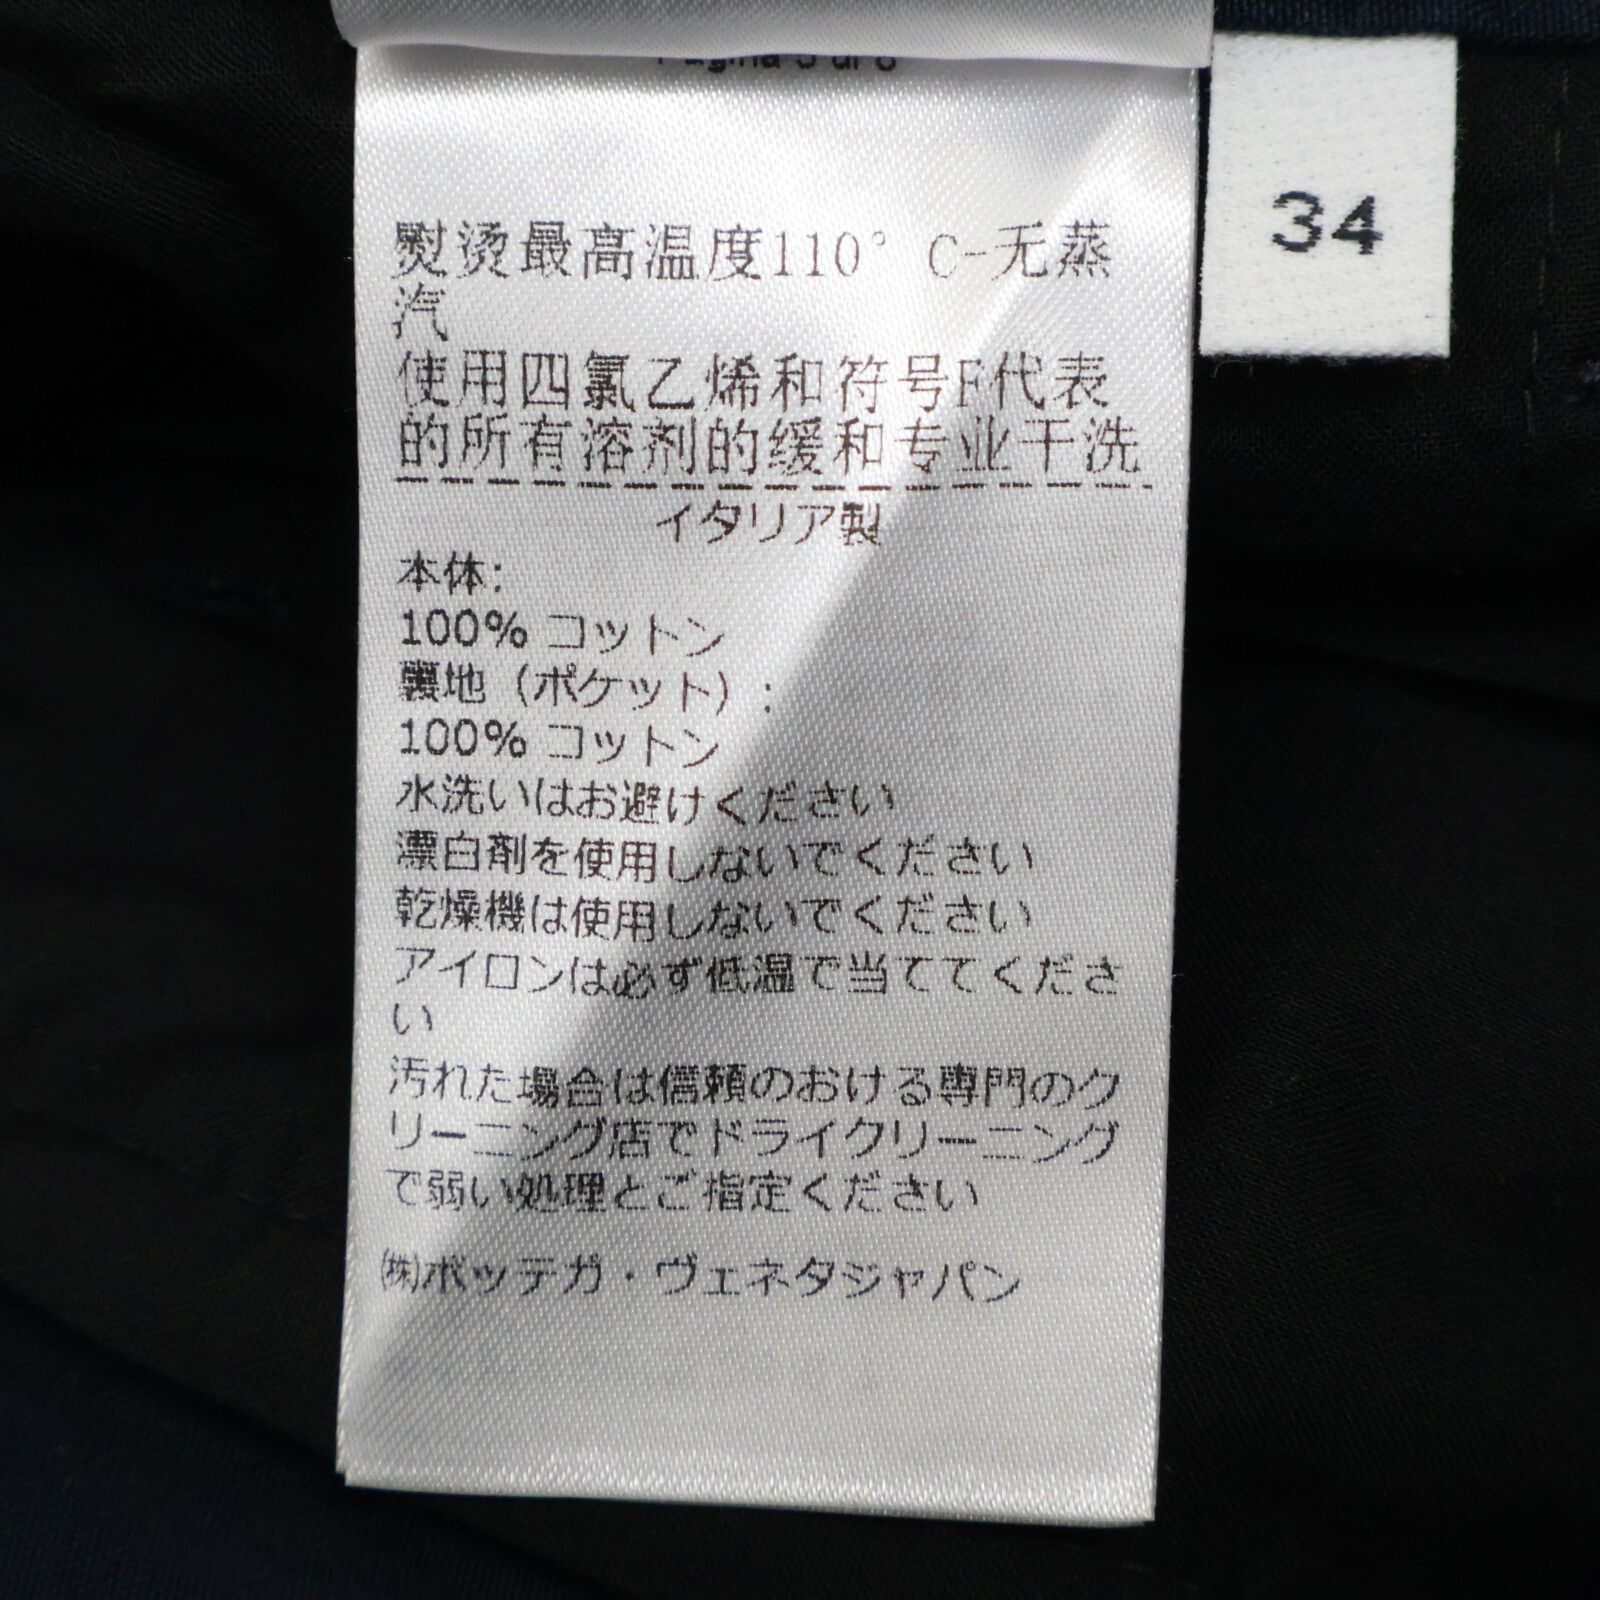 34
熨烫最高温度110° C-无蒸
汽
使用四氯乙烯和符号F代表
的所有溶剂的缓和专业干洗
イタリア製
本体:
100% コットン
裏地 (ポケット) :
100% コットン
水洗いはお避けください
漂白剤を使用しないでください
乾燥機は使用しないでください
アイロンは必ず低温で当ててくださ
い
汚れた場合は信頼のおける専門のク
リーニング店でドライクリーニング
で弱い処理とご指定ください
㈱ボッテガ・ヴェネタジャパン